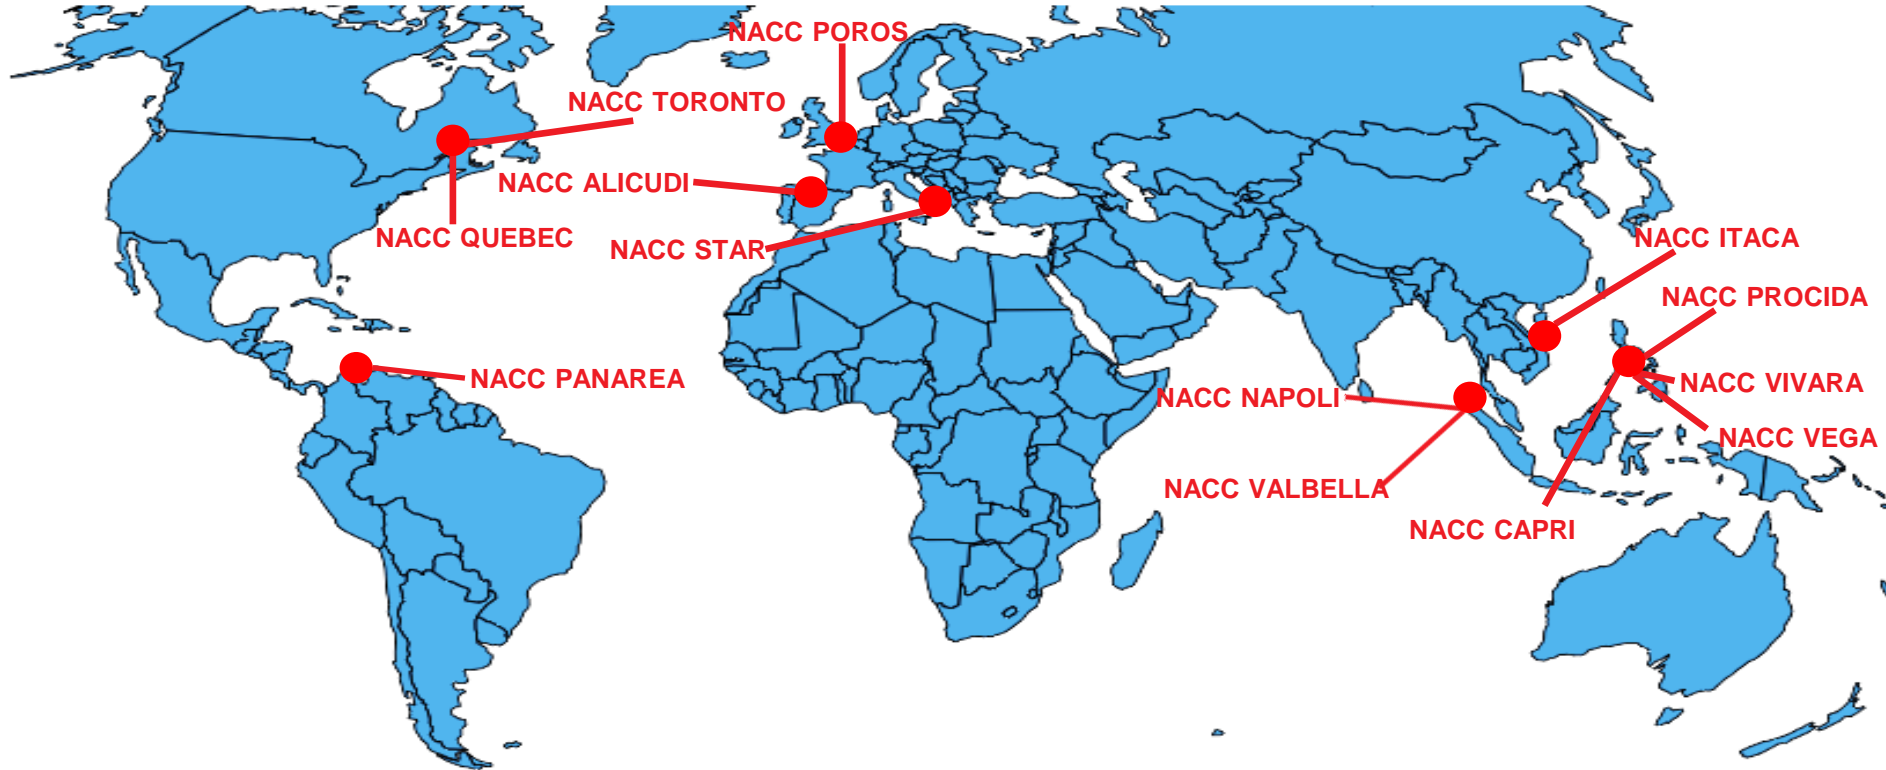 NACC POROS
NACC TORONTO
NACC ALICUDI
NACC QUEBEC
NACC STAR
NACC ITACA
NACC PROCIDA
NACC PANAREA
NACC VIVARA
NACC NAPOLI
NACC VEGA
NACC VALBELLA
NACC CAPRI